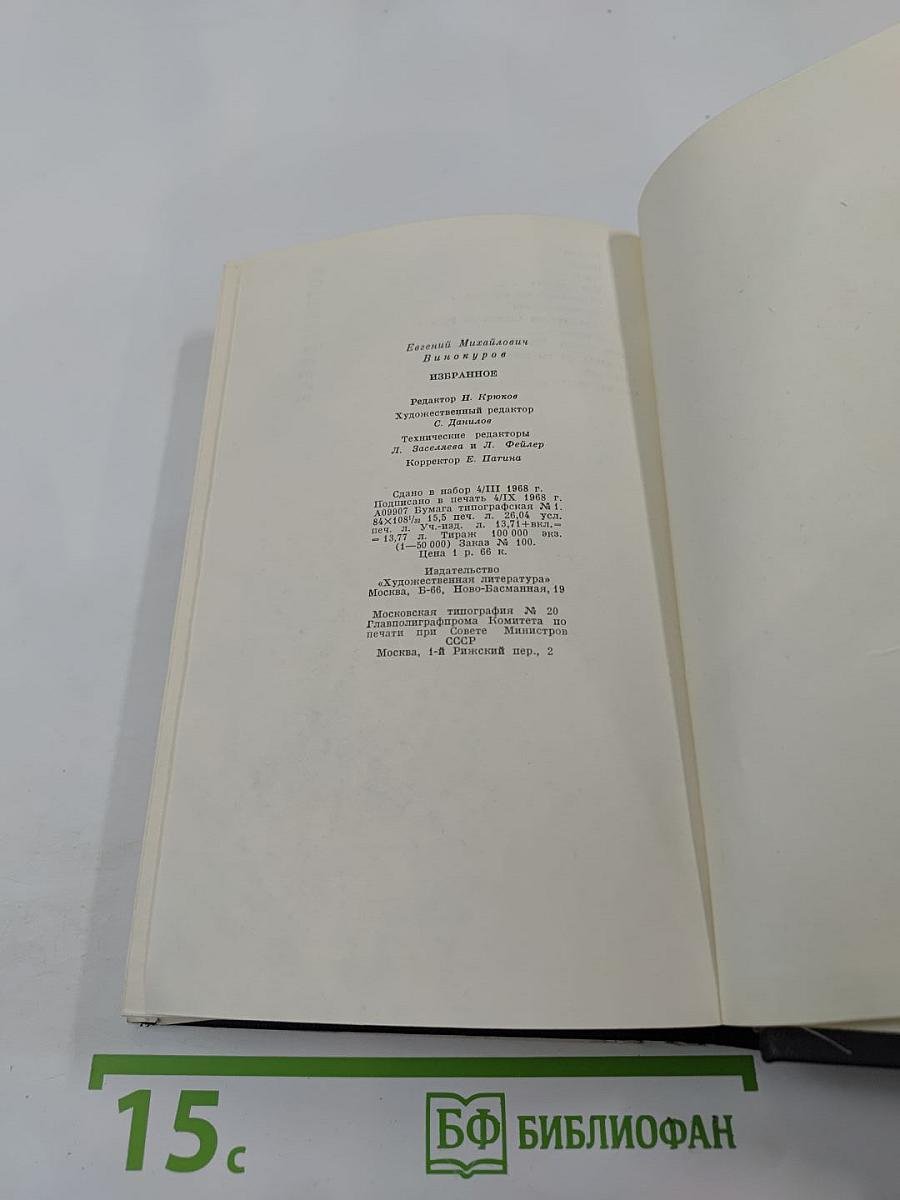 Евгений Михайлович
Винокуров
ИЗБРАННОЕ
Редактор Н. Крюков
Художественный редактор
С. Данилов
Технические редакторы
Л. Заселяева и Л. Фейлер
Корректор Е. Патина
Сдано в набор 4/III 1968 г.
Подписано в печать 4/IX 1968 г.
А09907 Бумага типографская № 1.
84×108¹/₃₂ 15,5 печ. л. 26,04 усл.
печ. л. Уч.-изд. л. 13,71+вкл.=
=13,77 л. Тираж 100 000 экз.
(1—50 000) Заказ № 100.
Цена 1 р. 66 к.
Издательство
«Художественная литература»
Москва, Б-66, Ново-Басманная, 19
Московская типография № 20
Главполиграфпрома Комитета по
печати при Совете Министров
СССР
Москва, 1-й Рижский пер., 2
15 с
БФ БИБЛИОФАН